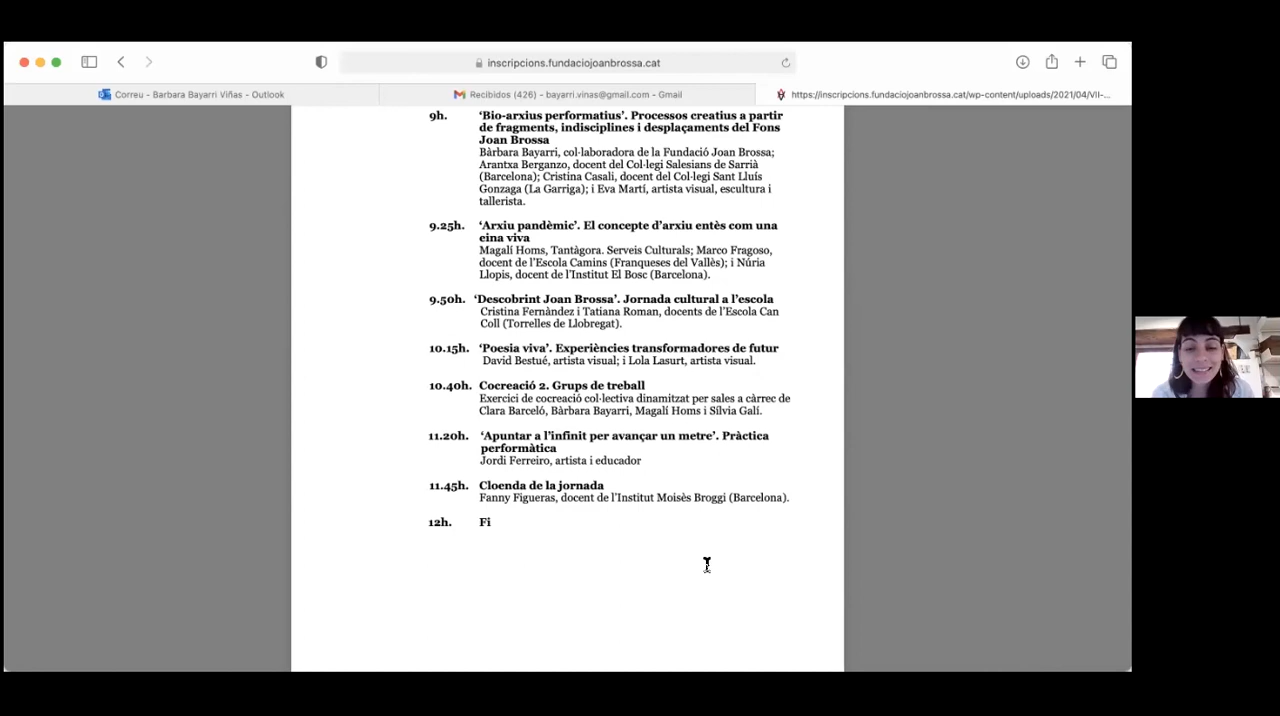 inscripcions.fundaciojoanbrossa.cat
Correu - Barbara Bayarri Viñas - Outlook
Recibidos (426) - bayarri.vinas@gmail.com - Gmail
https://inscripcions.fundaciojoanbrossa.cat/wp-content/uploads/2021/04/VII-...
9h. ‘Bio-arxius performatius’. Processos creatius a partir
de fragments, indisciplines i desplaçaments del Fons
Joan Brossa
Bàrbara Bayarri, col·laboradora de la Fundació Joan Brossa;
Arantxa Berganzo, docent del Col·legi Salesians de Sarrià
(Barcelona); Cristina Casali, docent del Col·legi Sant Lluís
Gonzaga (La Garriga); i Eva Martí, artista visual, escultura i
tallerista.
9.25h. ‘Arxiu pandèmic’. El concepte d’arxiu entès com una
eina viva
Magalí Homs, Tantàgora. Serveis Culturals; Marco Fragoso,
docent de l’Escola Camins (Franqueses del Vallès); i Núria
Llopis, docent de l’Institut El Bosc (Barcelona).
9.50h. ‘Descobrint Joan Brossa’. Jornada cultural a l’escola
Cristina Fernàndez i Tatiana Roman, docents de l’Escola Can
Coll (Torrelles de Llobregat).
10.15h. ‘Poesia viva’. Experiències transformadores de futur
David Bestué, artista visual; i Lola Lasurt, artista visual.
10.40h. Cocreació 2. Grups de treball
Exercici de cocreació col·lectiva dinamitzat per sales a càrrec de
Clara Barceló, Bàrbara Bayarri, Magalí Homs i Sílvia Galí.
11.20h. ‘Apuntar a l’infinit per avançar un metre’. Pràctica
performàtica
Jordi Ferreiro, artista i educador
11.45h. Cloenda de la jornada
Fanny Figueras, docent de l’Institut Moisès Broggi (Barcelona).
12h. Fi